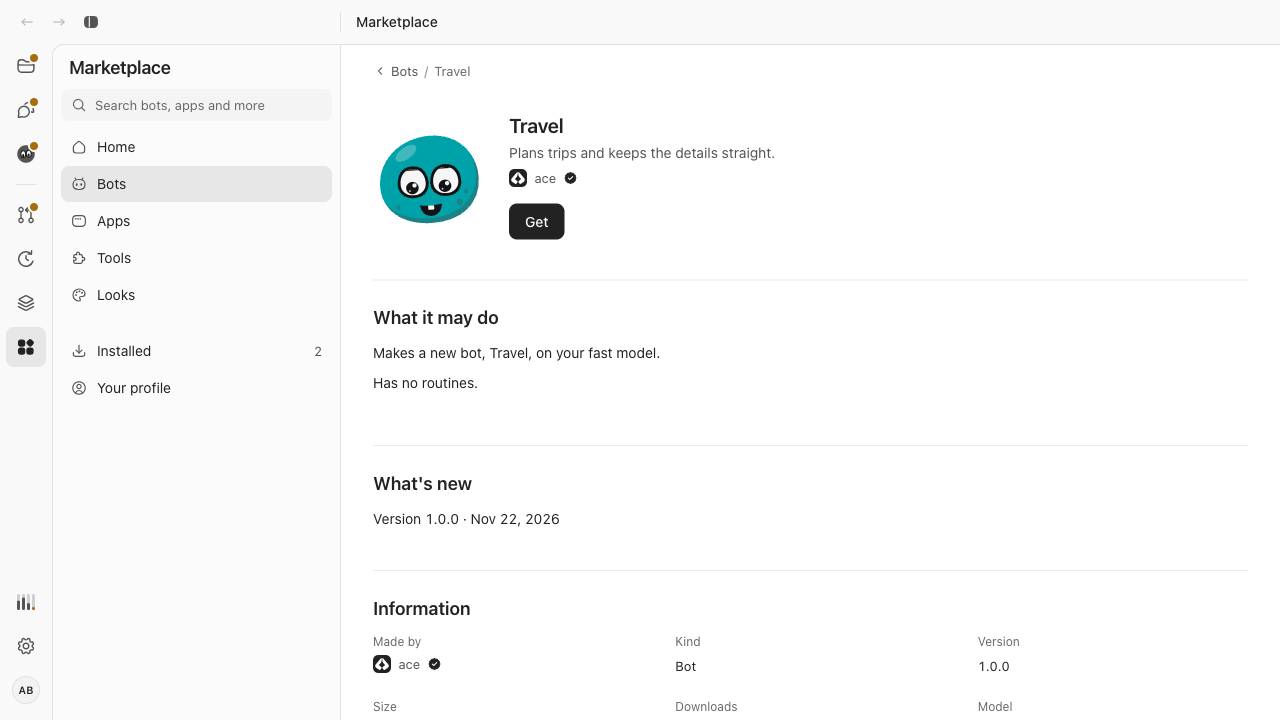 Marketplace
Marketplace
Search bots, apps and more
Home
Bots
Apps
Tools
Looks
Installed 2
Your profile
AB
Bots / Travel
Travel
Plans trips and keeps the details straight.
ace
Get
What it may do
Makes a new bot, Travel, on your fast model.
Has no routines.
What's new
Version 1.0.0 · Nov 22, 2026
Information
Made by Kind Version
ace Bot 1.0.0
Size Downloads Model